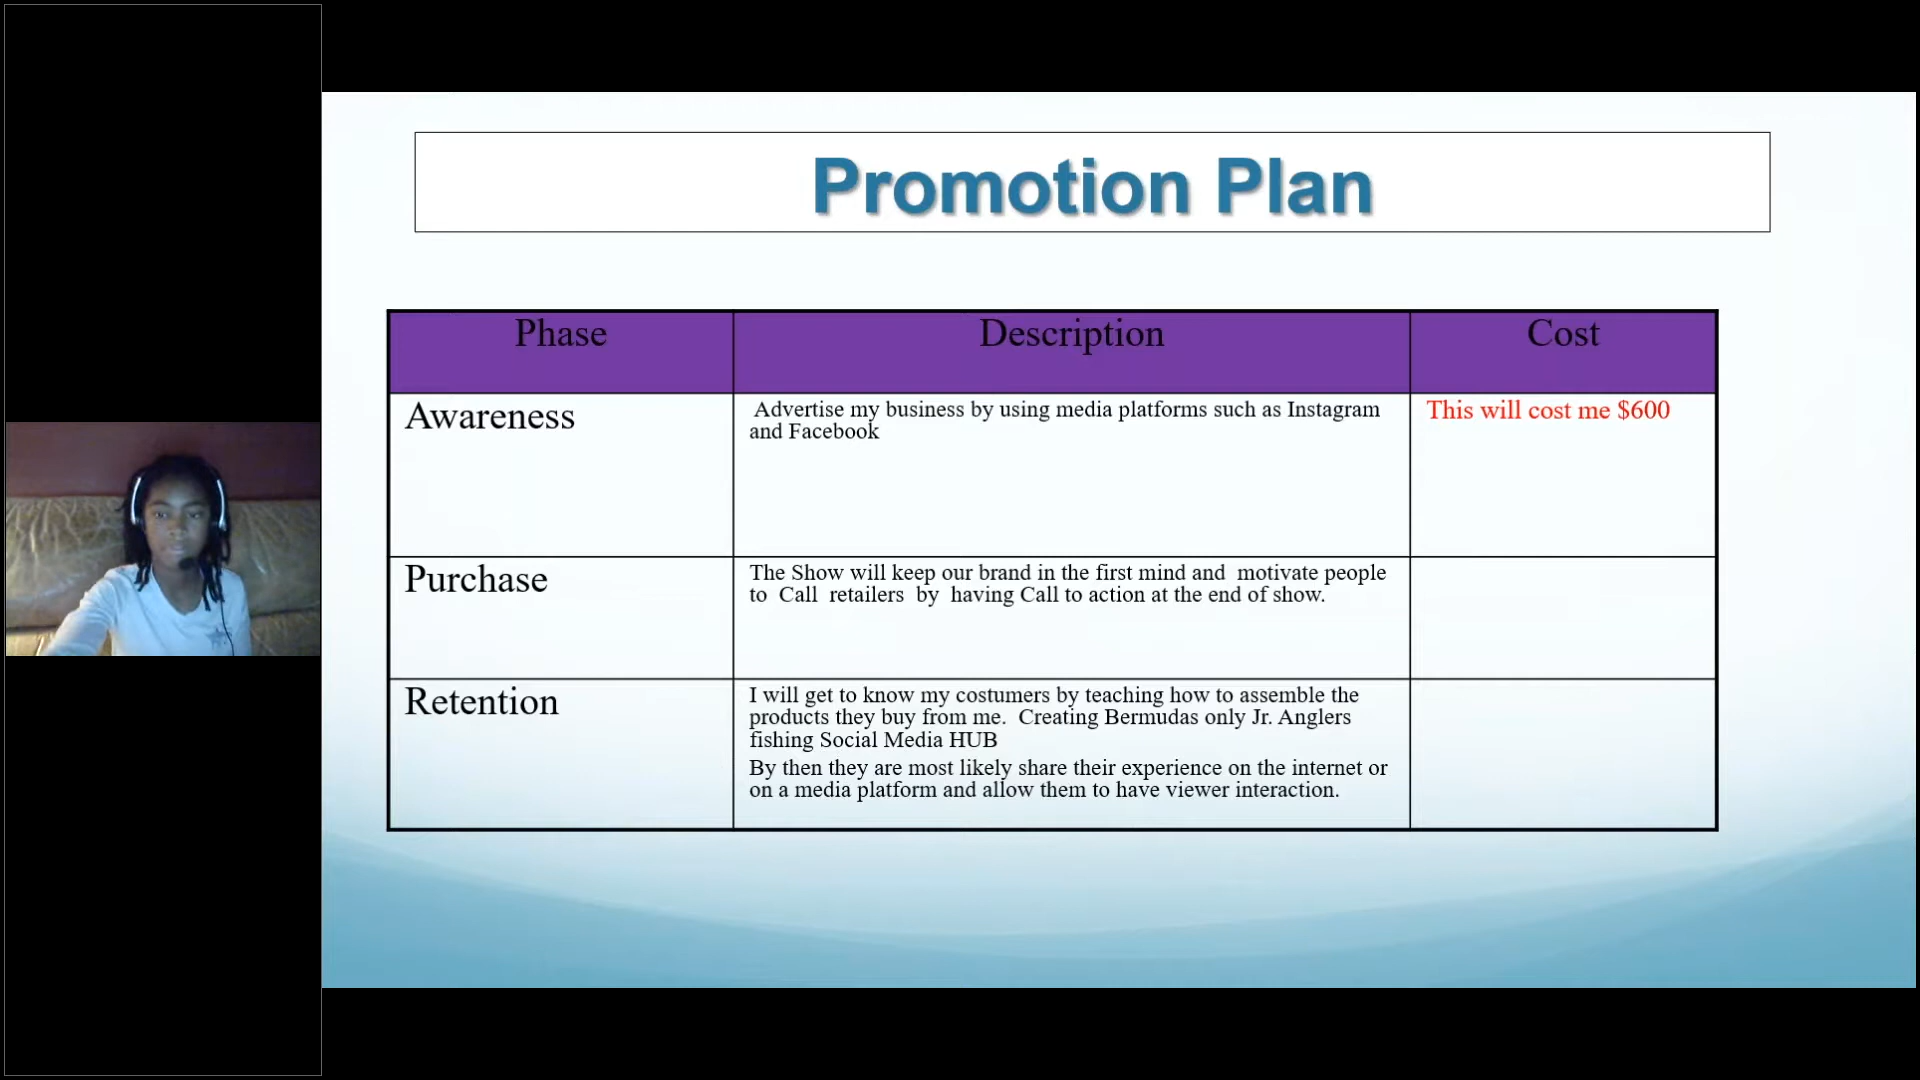 Promotion Plan
Phase
Description
Cost
Awareness
Advertise my business by using media platforms such as Instagram
and Facebook
This will cost me $600
Purchase
The Show will keep our brand in the first mind and motivate people
to Call retailers by having Call to action at the end of show.
Retention
I will get to know my costumers by teaching how to assemble the
products they buy from me. Creating Bermudas only Jr. Anglers
fishing Social Media HUB
By then they are most likely share their experience on the internet or
on a media platform and allow them to have viewer interaction.